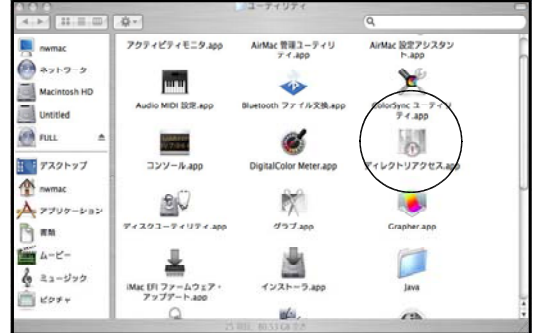 ユーティリティ
nwmac
ネットワーク
Macintosh HD
Untitled
FULL
デスクトップ
nwmac
アプリケーション
書類
ムービー
ミュージック
ピクチャ
アクティビティモニタ.app
AirMac 管理ユーティリ
ティ.app
AirMac 設定アシスタン
ト.app
Audio MIDI 設定.app
Bluetooth ファイル交換.app
ColorSync ユーティリ
ティ.app
コンソール.app
DigitalColor Meter.app
ディレクトリアクセス.app
ディスクユーティリティ.app
グラブ.app
Grapher.app
iMac EFI ファームウェア・
アップデート.app
インストーラ.app
Java